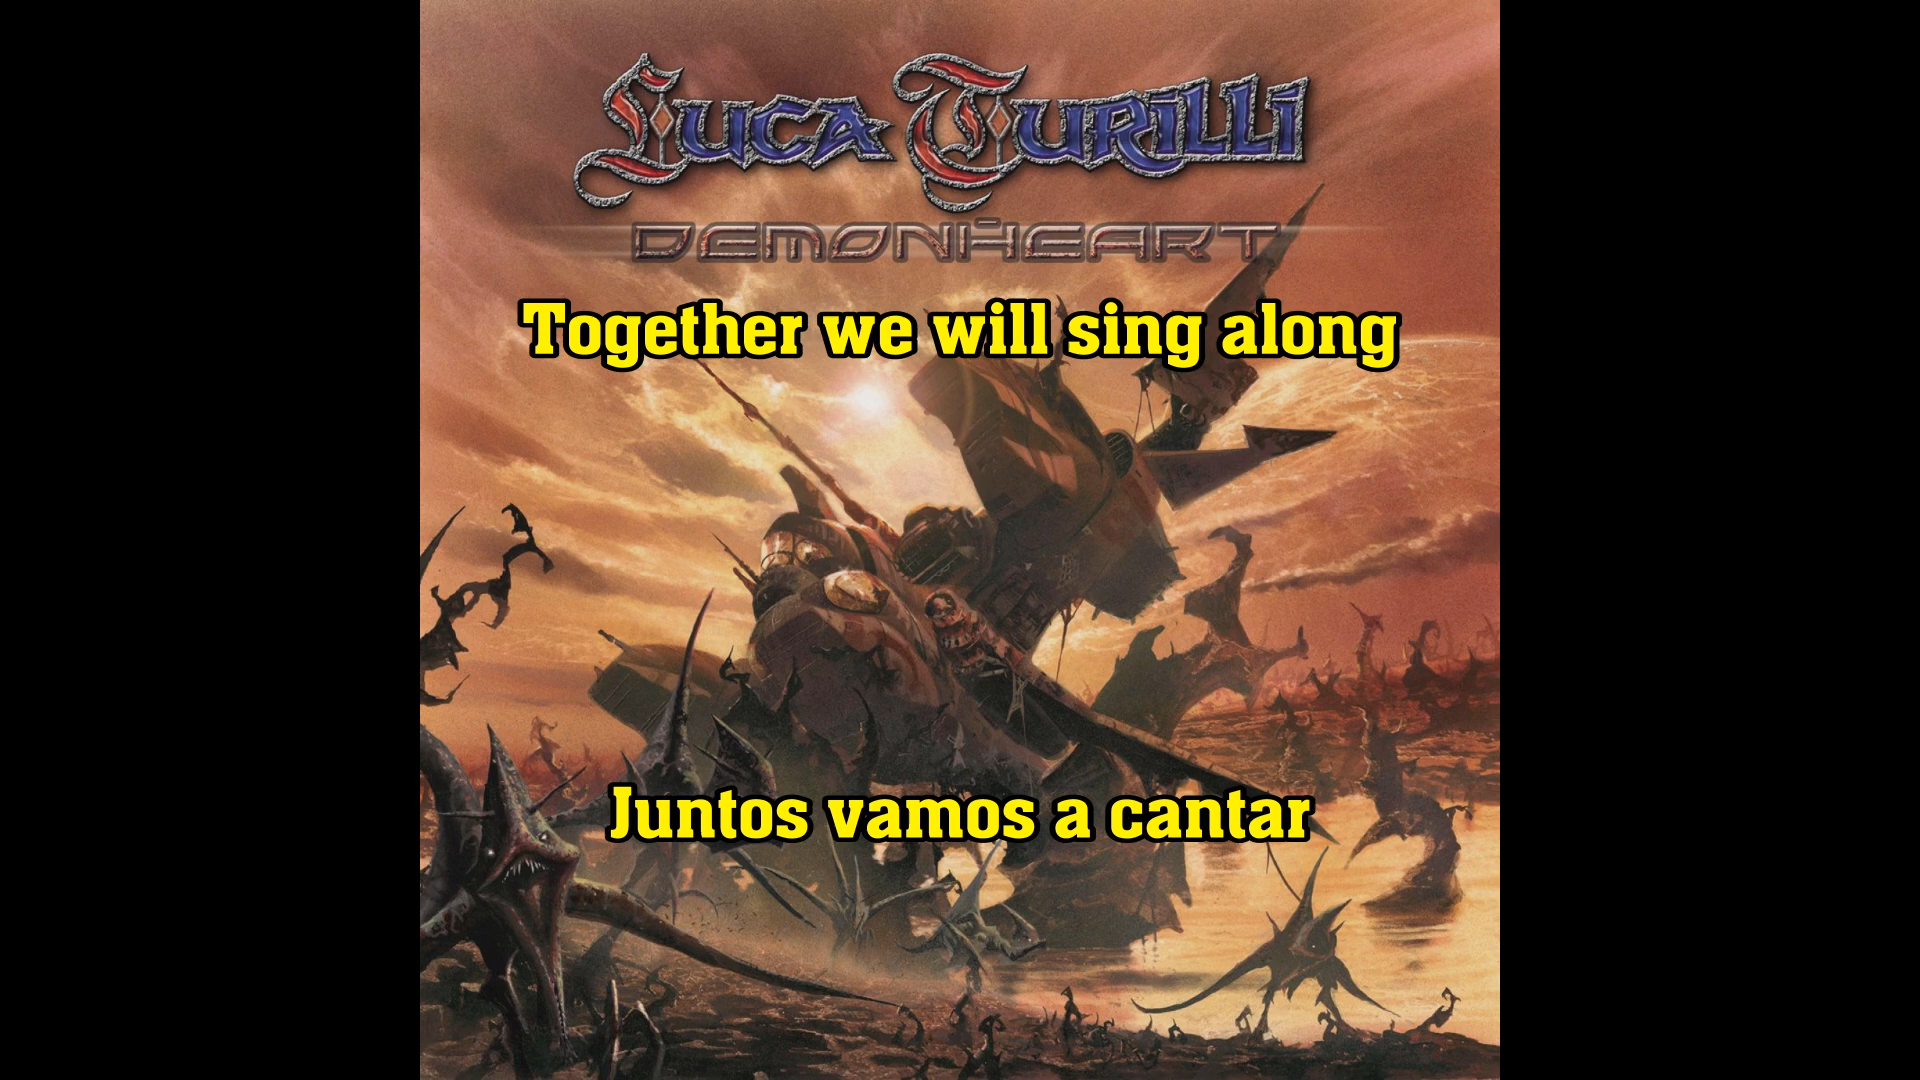 Luca Turilli
DEMONHEART
Together we will sing along
Juntos vamos a cantar